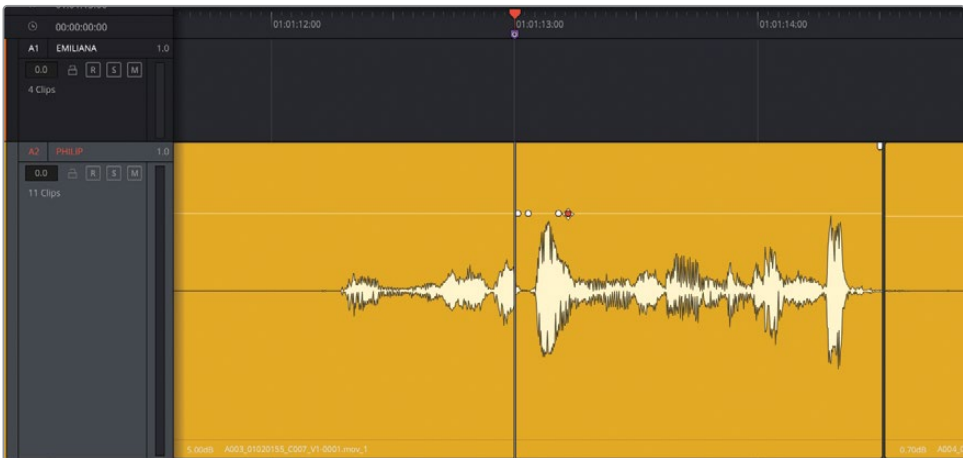 01:01:12:00 01:01:13:00 01:01:14:00
00:00:00:00
A1 EMILIANA 1.0
0.0 R S M
4 Clips
A2 PHILIP 1.0
0.0 R S M
11 Clips
5.00dB A003_01020155_C007_V1-0001.mov_1 0.70dB